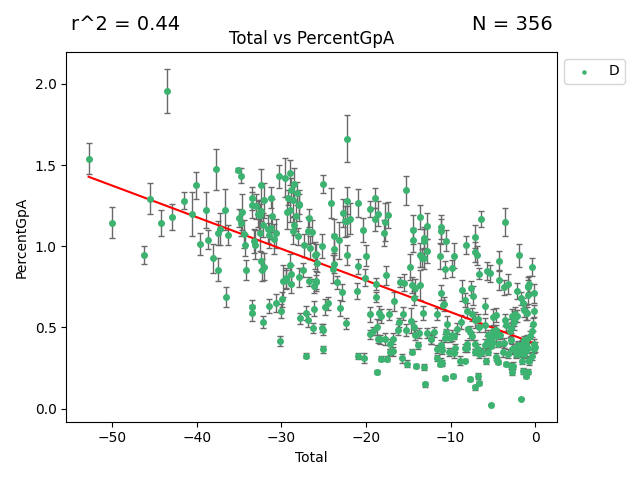 r^2 = 0.44
N = 356
Total vs PercentGpA
D
2.0
1.5
1.0
0.5
0.0
PercentGpA
−50
−40
−30
−20
−10
0
Total